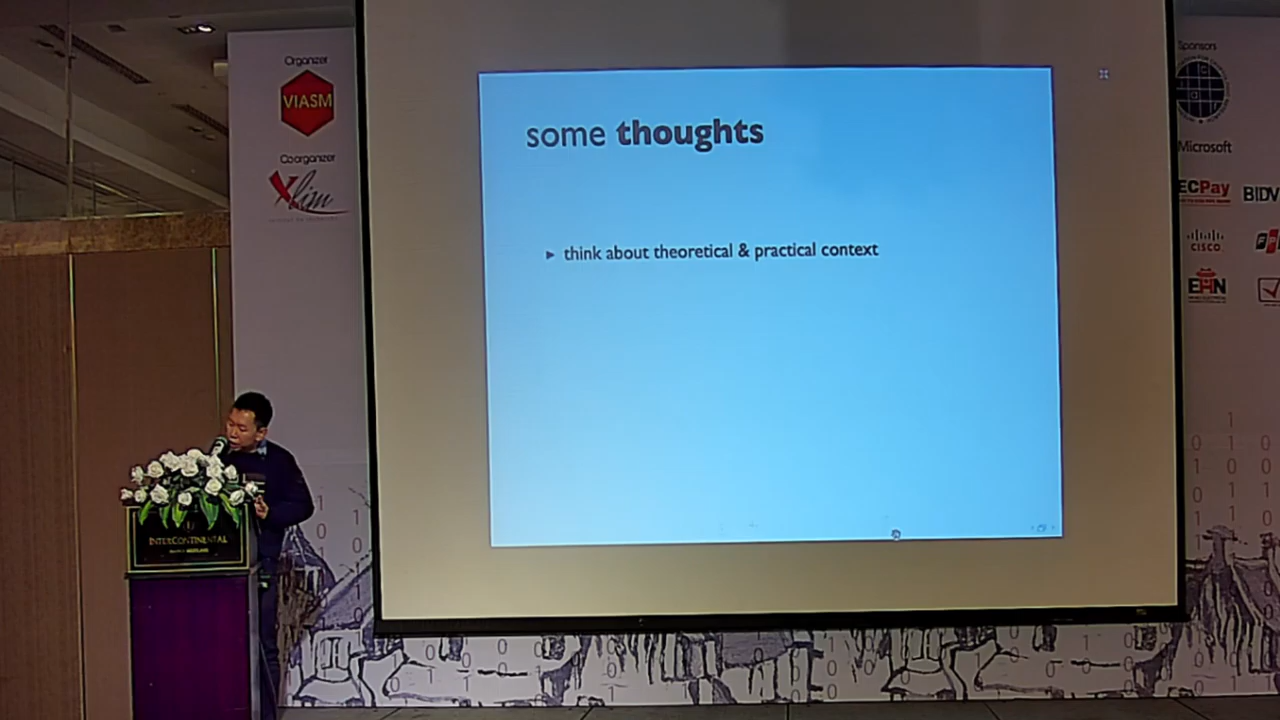 Organizer
VIASM
Coorganizer
Xlim
some thoughts
► think about theoretical & practical context
INTERCONTINENTAL
Sponsors
Microsoft
ECPay
BIDV
CISCO